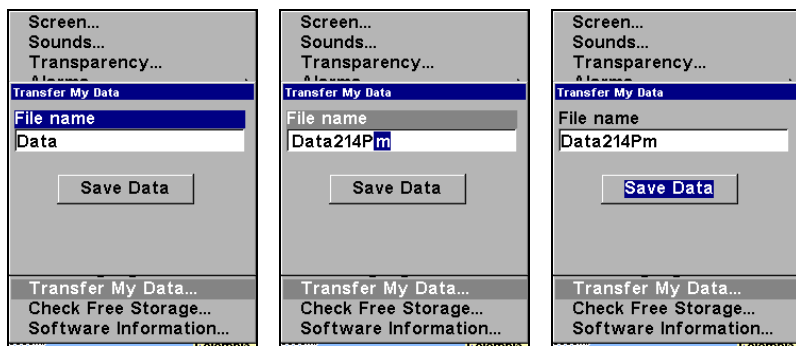 Screen...
Sounds...
Transparency...
Alarms
Transfer My Data
File name
Data
Save Data
Transfer My Data...
Check Free Storage...
Software Information...
Screen...
Sounds...
Transparency...
Alarms
Transfer My Data
File name
Data214Pm
Save Data
Transfer My Data...
Check Free Storage...
Software Information...
Screen...
Sounds...
Transparency...
Alarms
Transfer My Data
File name
Data214Pm
Save Data
Transfer My Data...
Check Free Storage...
Software Information...